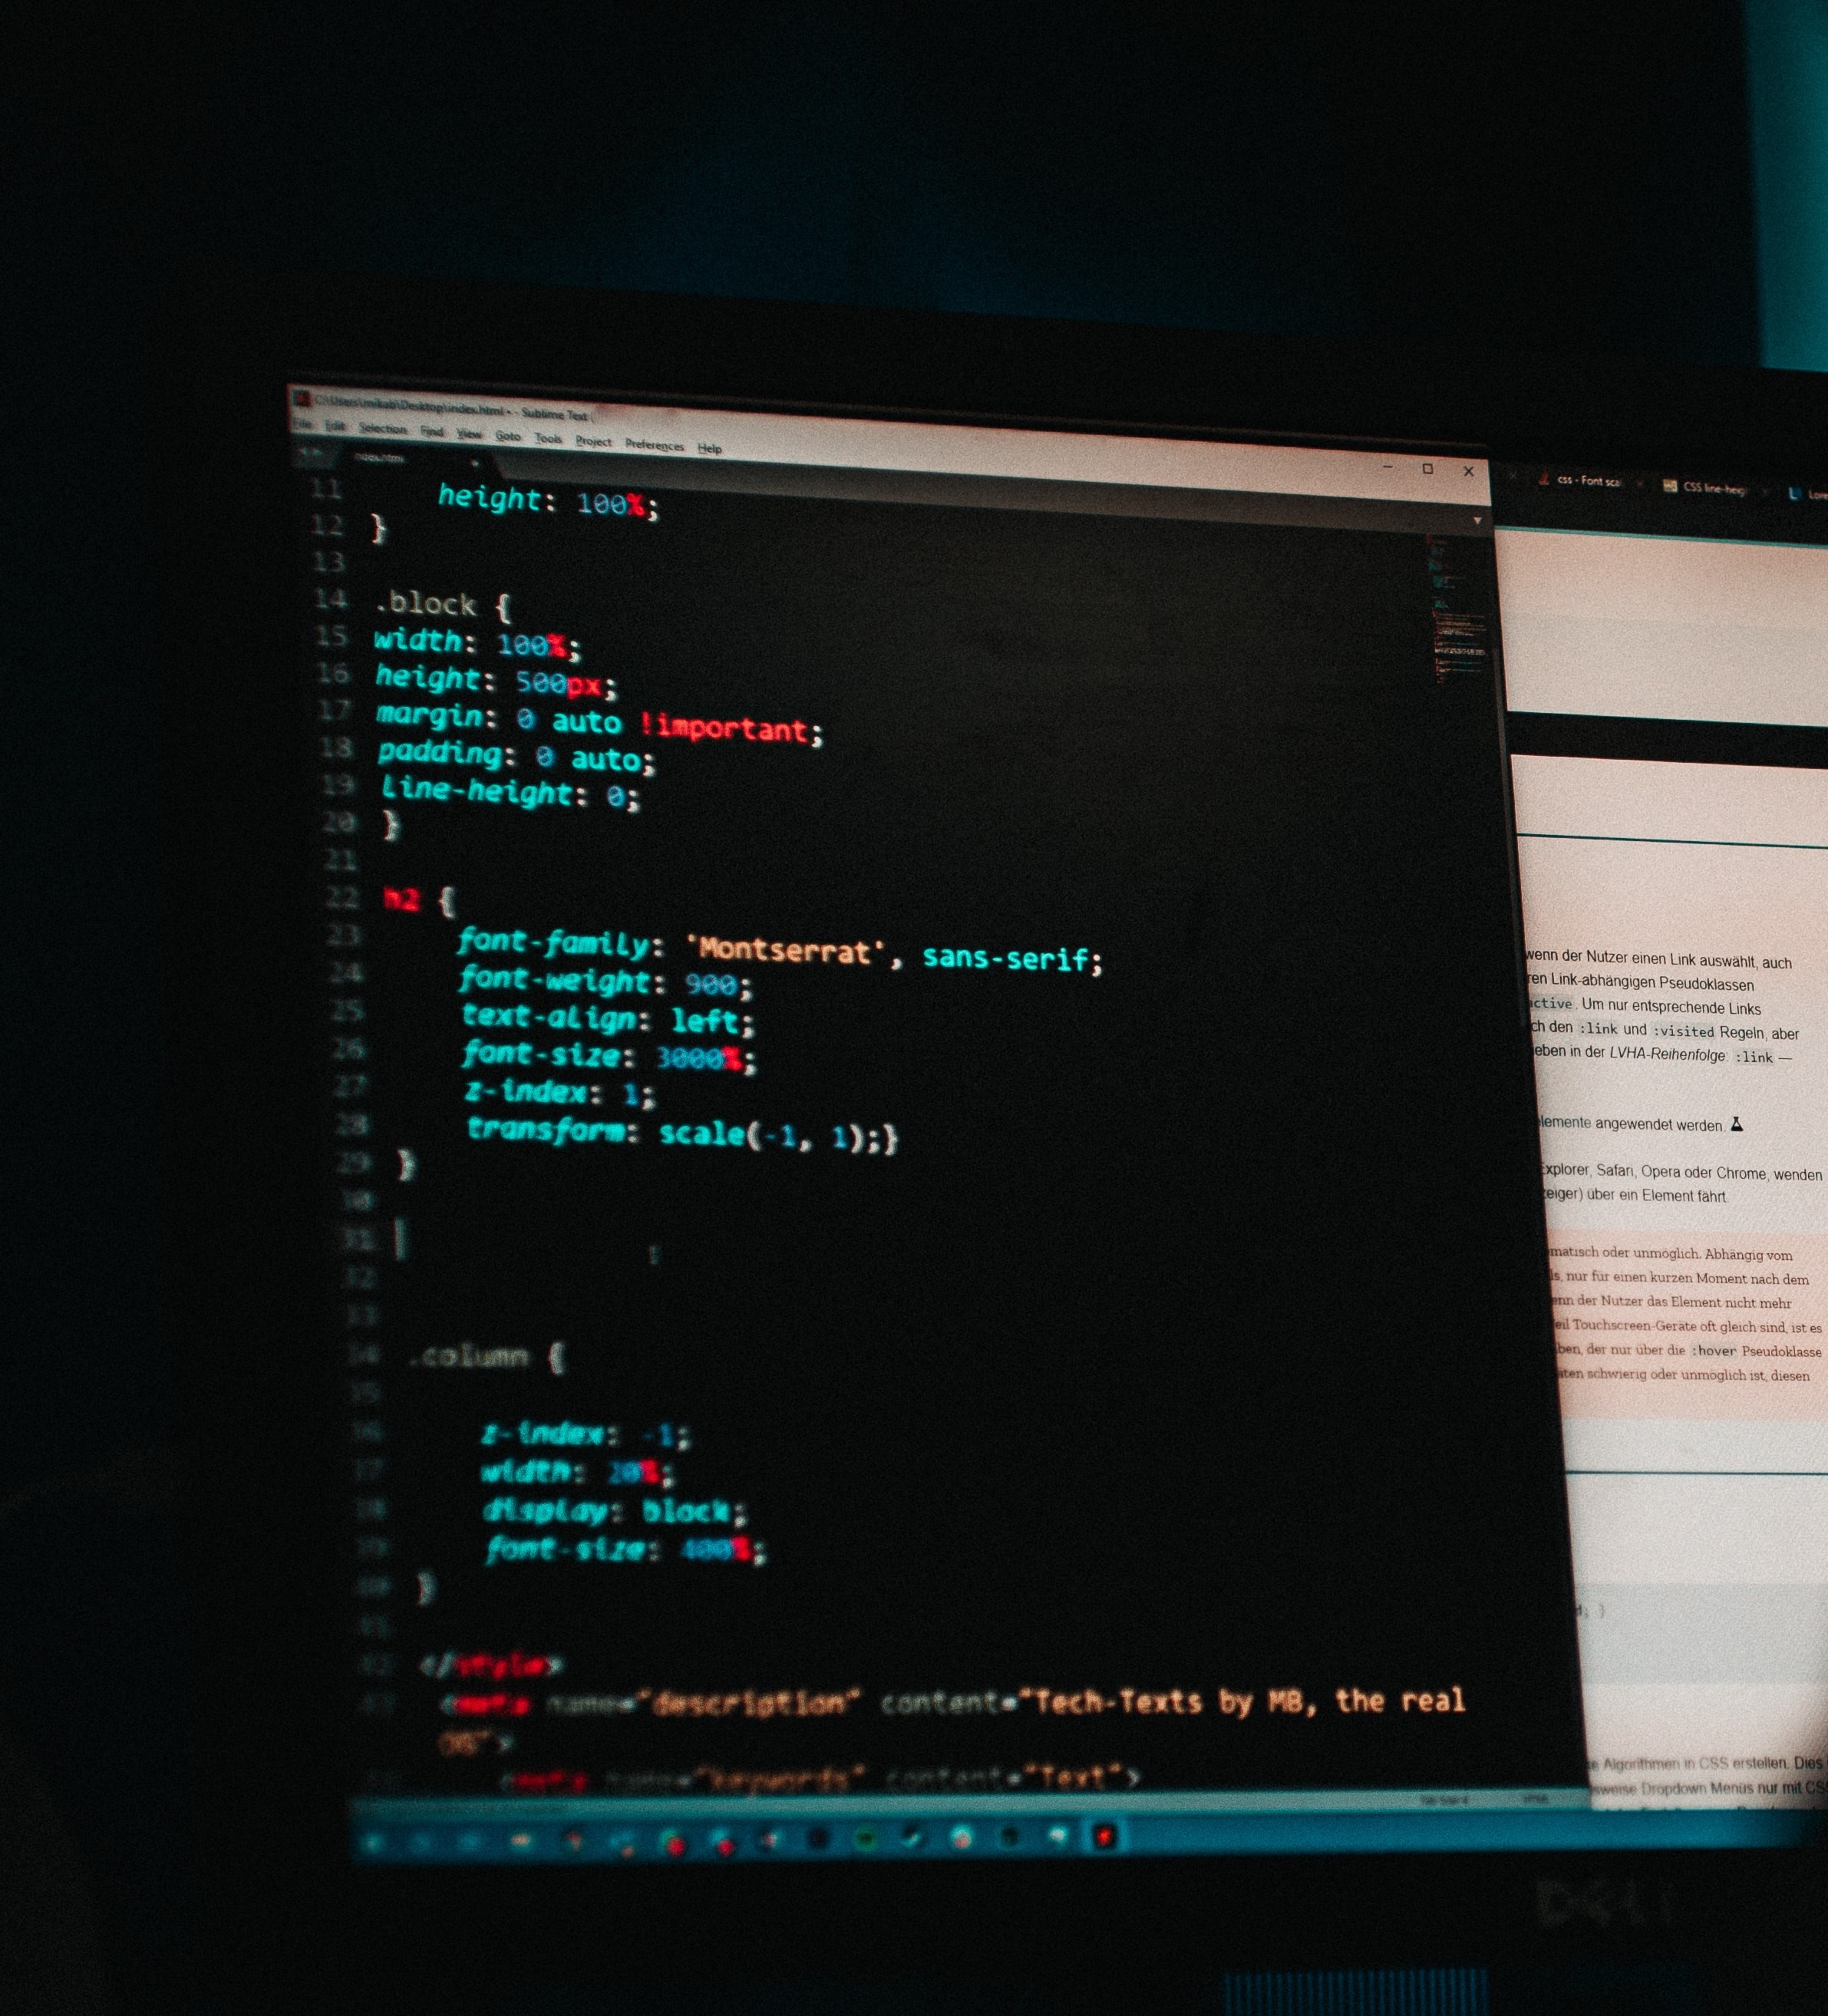 C:\Users\mikab\Desktop\index.html • - Sublime Text (
File Edit Selection Find View Goto Tools Project Preferences Help
index.html
css - Font sca
CSS line-heig
11 height: 100%;
12 }
13
14 .block {
15 width: 100%;
16 height: 500px;
17 margin: 0 auto !important;
18 padding: 0 auto;
19 line-height: 0;
20 }
21
22 h2 {
23 font-family: 'Montserrat', sans-serif;
24 font-weight: 900;
25 text-align: left;
26 font-size: 3000%;
27 z-index: 1;
28 transform: scale(-1, 1);}
29 }
30
31
32
33
34 .column {
35
36 z-index: -1;
37 width: 20%;
38 display: block;
39 font-size: 400%;
40 }
41
42 </style>
43 <meta name="description" content="Tech-Texts by MB, the real
">
<meta name="keywords" content="Text">
wenn der Nutzer einen Link auswählt, auch
ren Link-abhängigen Pseudoklassen
active. Um nur entsprechende Links
ch den :link und :visited Regeln, aber
eben in der LVHA-Reihenfolge: :link —
lemente angewendet werden.
Explorer, Safari, Opera oder Chrome, wenden
zeiger) über ein Element fährt.
matisch oder unmöglich. Abhängig vom
ls, nur für einen kurzen Moment nach dem
enn der Nutzer das Element nicht mehr
eil Touchscreen-Geräte oft gleich sind, ist es
ben, der nur über die :hover Pseudoklasse
äten schwierig oder unmöglich ist, diesen
d; }
e Algorithmen in CSS erstellen. Dies
sweise Dropdown Menüs nur mit CS
DELL